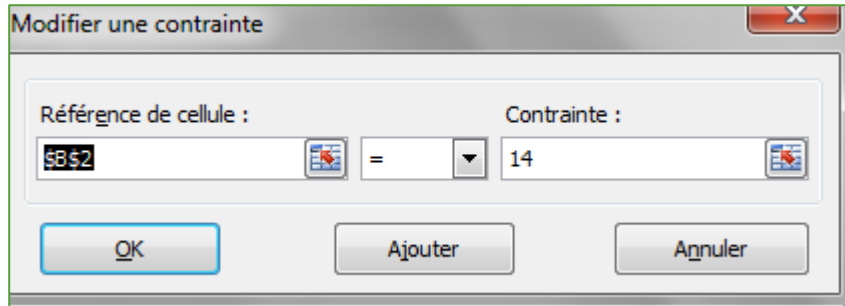 Modifier une contrainte
Référence de cellule :
Contrainte :
$B$2
=
14
OK
Ajouter
Annuler